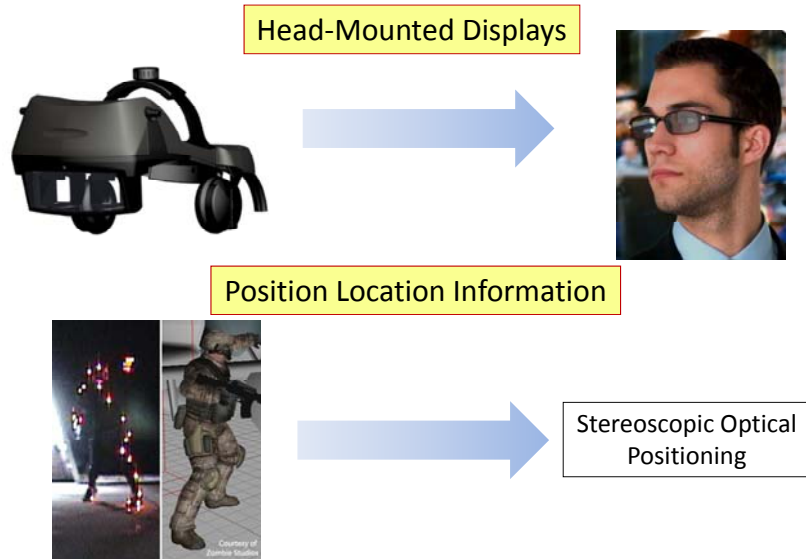 Head-Mounted Displays
Position Location Information
Stereoscopic Optical
Positioning
Courtesy of
Zombie Studios